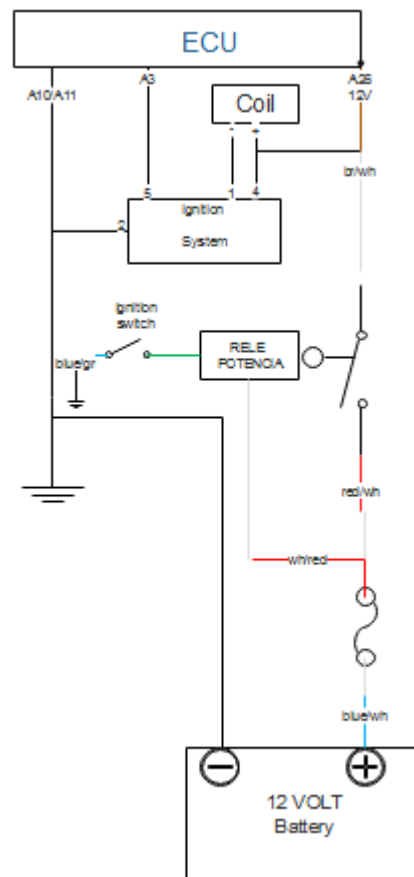 ECU
A10/A11
A3
A26
12V
Coil
- +
br/wh
5 1 4
Ignition
2
System
ignition
switch
blue/gr
RELE
POTENCIA
red/wh
wh/red
blue/wh
12 VOLT
Battery